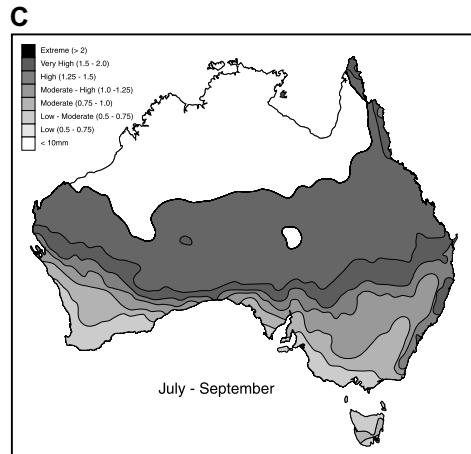 C
Extreme (> 2)
Very High (1.5 - 2.0)
High (1.25 - 1.5)
Moderate - High (1.0 -1.25)
Moderate (0.75 - 1.0)
Low - Moderate (0.5 - 0.75)
Low (0.5 - 0.75)
< 10mm
July - September